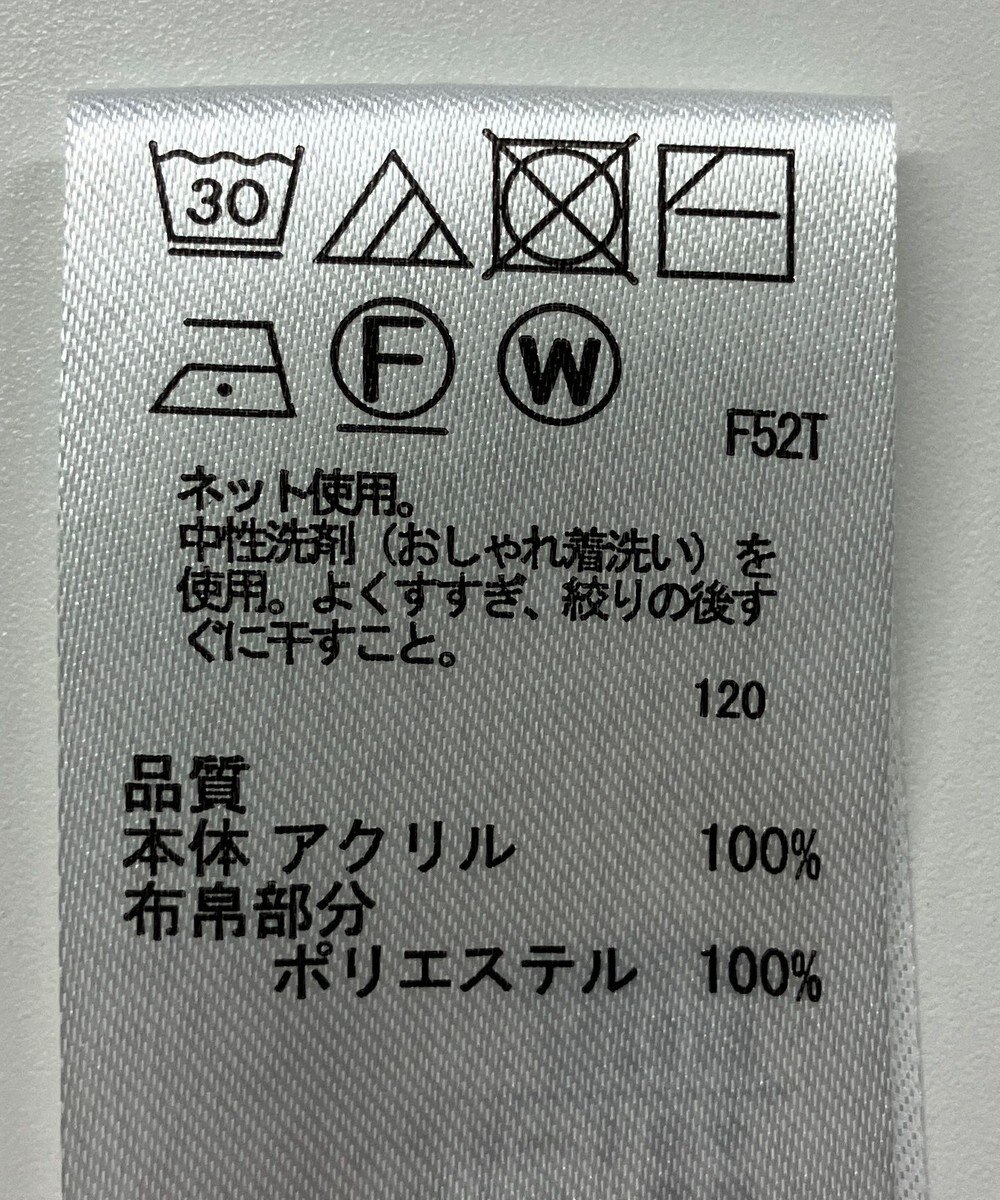 30
F W
F52T
ネット使用。
中性洗剤（おしゃれ着洗い）を
使用。よくすすぎ、絞りの後す
ぐに干すこと。
120
品質
本体 アクリル 100%
布帛部分
ポリエステル 100%